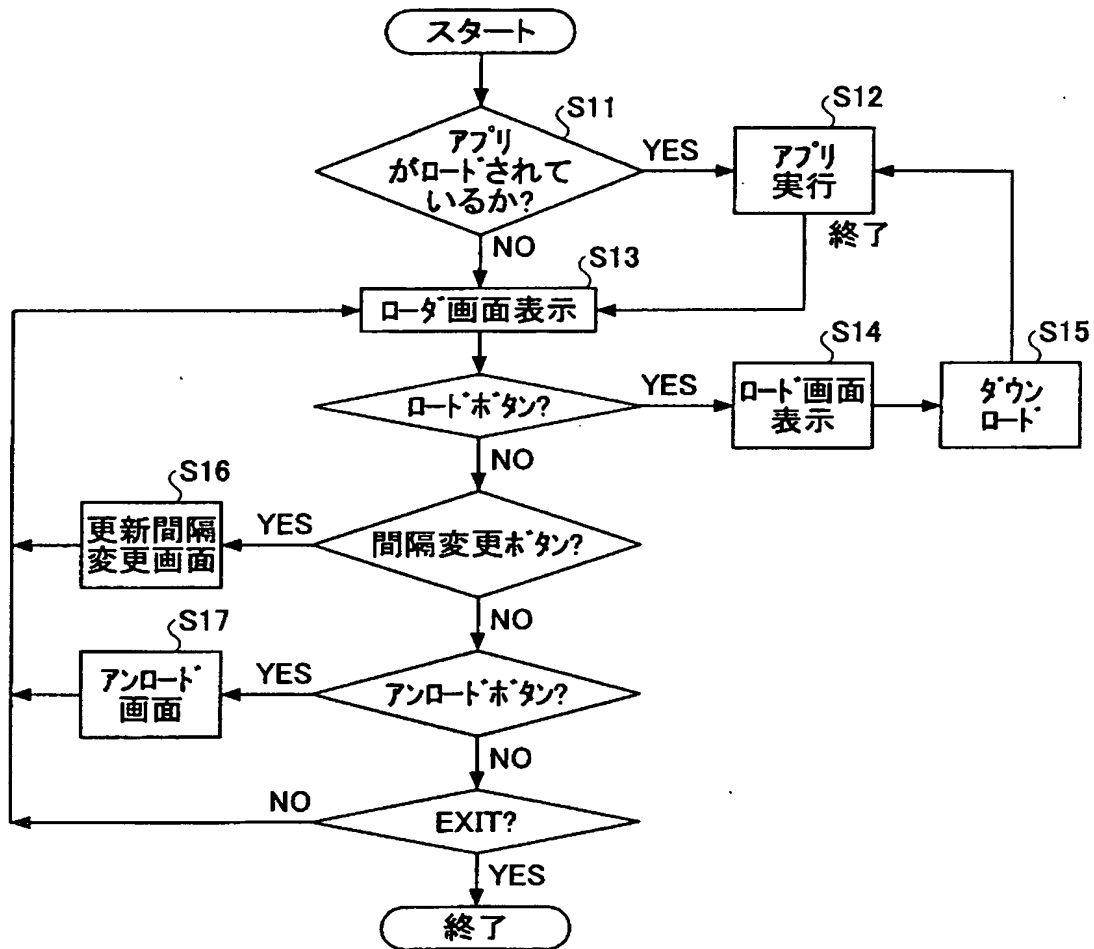 スタート
S11
アプリ
がロードされて
いるか?
YES
S12
アプリ
実行
終了
NO
S13
ローダ画面表示
ロードボタン?
YES
S14
ロード画面
表示
S15
ダウン
ロード
NO
間隔変更ボタン?
YES
S16
更新間隔
変更画面
NO
アンロードボタン?
YES
S17
アンロード
画面
NO
EXIT?
NO
YES
終了